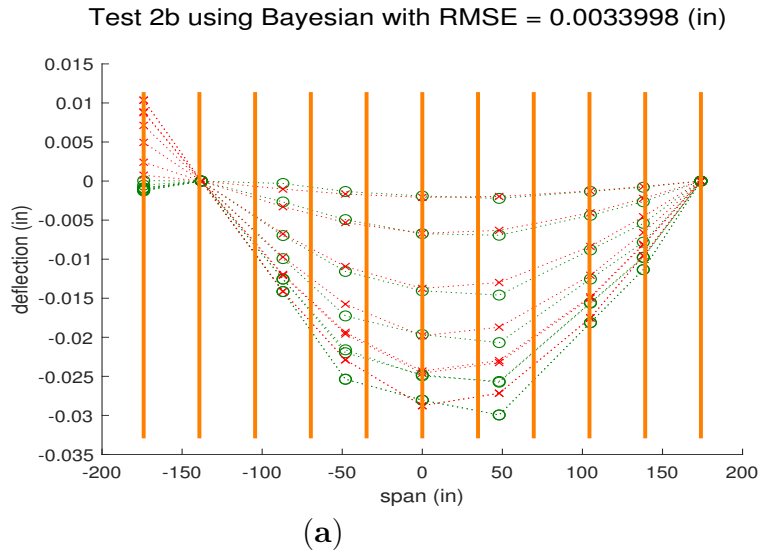 Test 2b using Bayesian with RMSE = 0.0033998 (in)
0.015
0.01
0.005
0
-0.005
-0.01
-0.015
-0.02
-0.025
-0.03
-0.035
deflection (in)
-200 -150 -100 -50 0 50 100 150 200
span (in)
(a)